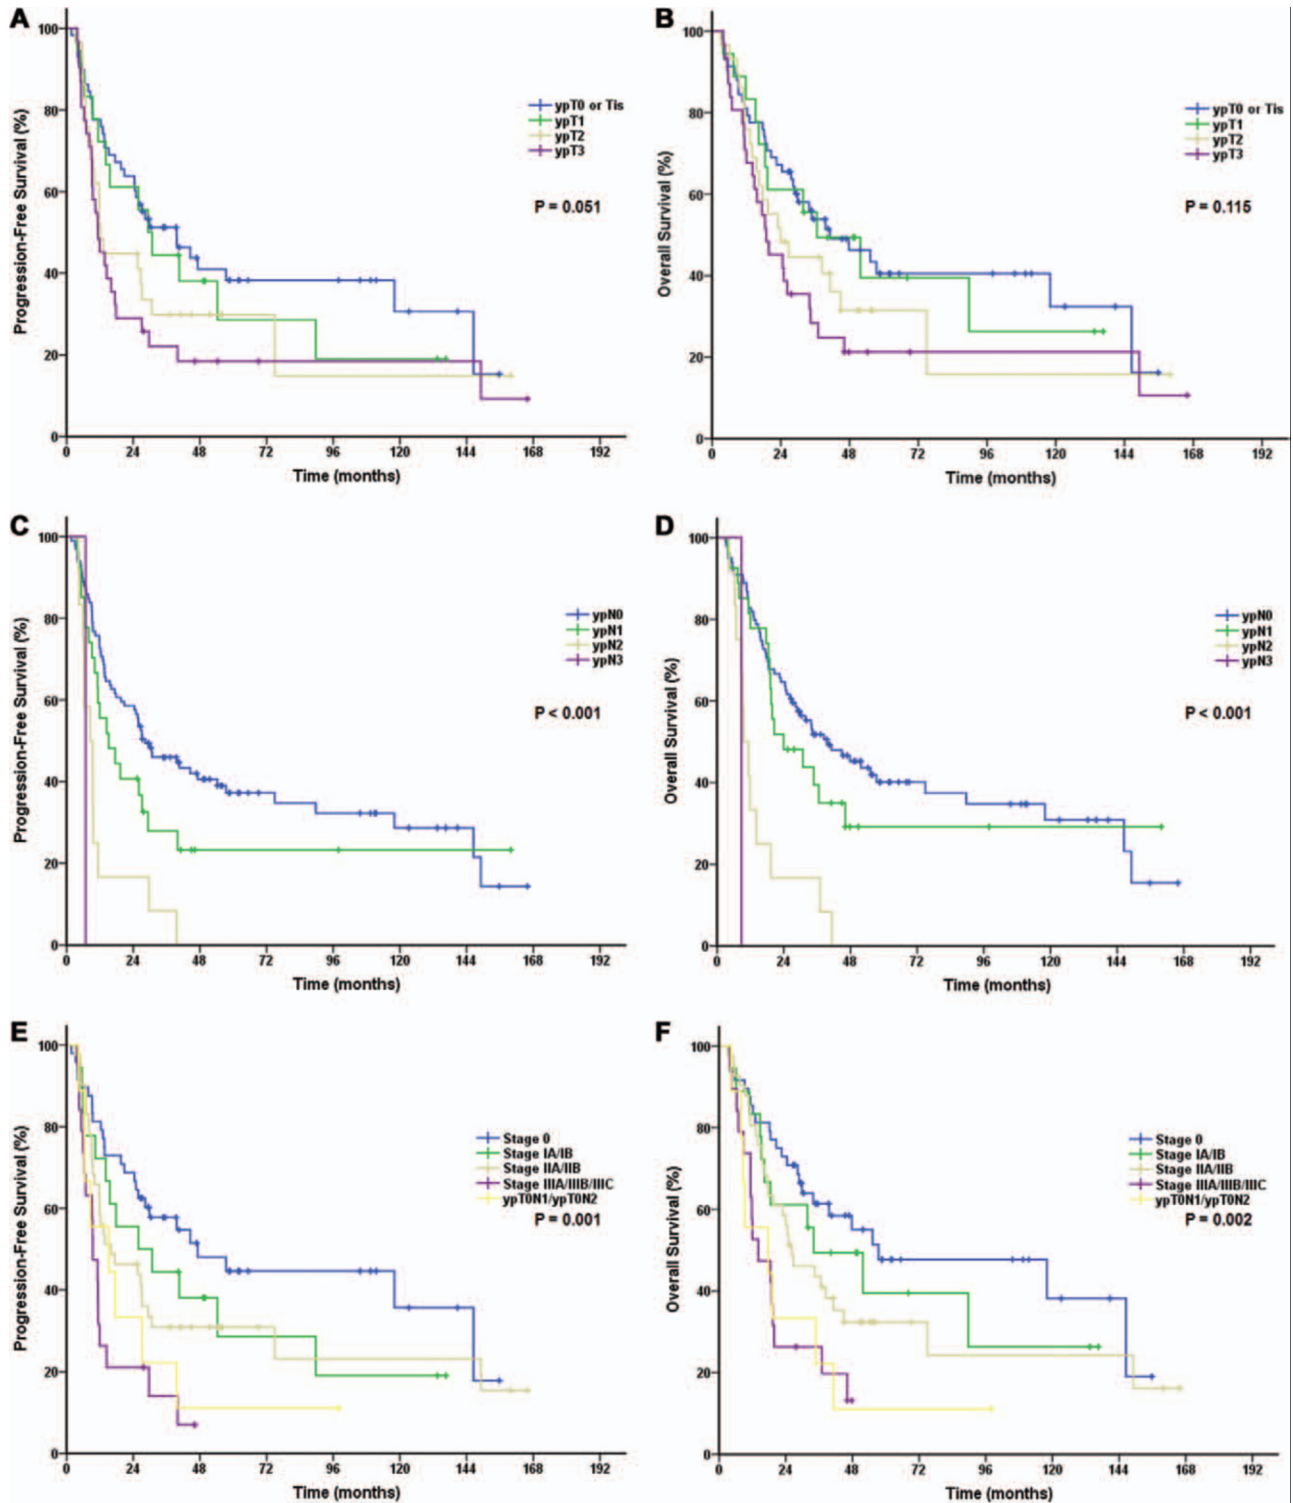 A
100
80
60
40
20
0
Progression-Free Survival (%)
ypT0 or Tis
ypT1
ypT2
ypT3
P = 0.051
0 24 48 72 96 120 144 168 192
Time (months)
B
100
80
60
40
20
0
Overall Survival (%)
ypT0 or Tis
ypT1
ypT2
ypT3
P = 0.115
0 24 48 72 96 120 144 168 192
Time (months)
C
100
80
60
40
20
0
Progression-Free Survival (%)
ypN0
ypN1
ypN2
ypN3
P < 0.001
0 24 48 72 96 120 144 168 192
Time (months)
D
100
80
60
40
20
0
Overall Survival (%)
ypN0
ypN1
ypN2
ypN3
P < 0.001
0 24 48 72 96 120 144 168 192
Time (months)
E
100
80
60
40
20
0
Progression-Free Survival (%)
Stage 0
Stage IA/IB
Stage IIA/IIB
Stage IIIA/IIIB/IIIC
ypT0N1/ypT0N2
P = 0.001
0 24 48 72 96 120 144 168 192
Time (months)
F
100
80
60
40
20
0
Overall Survival (%)
Stage 0
Stage IA/IB
Stage IIA/IIB
Stage IIIA/IIIB/IIIC
ypT0N1/ypT0N2
P = 0.002
0 24 48 72 96 120 144 168 192
Time (months)